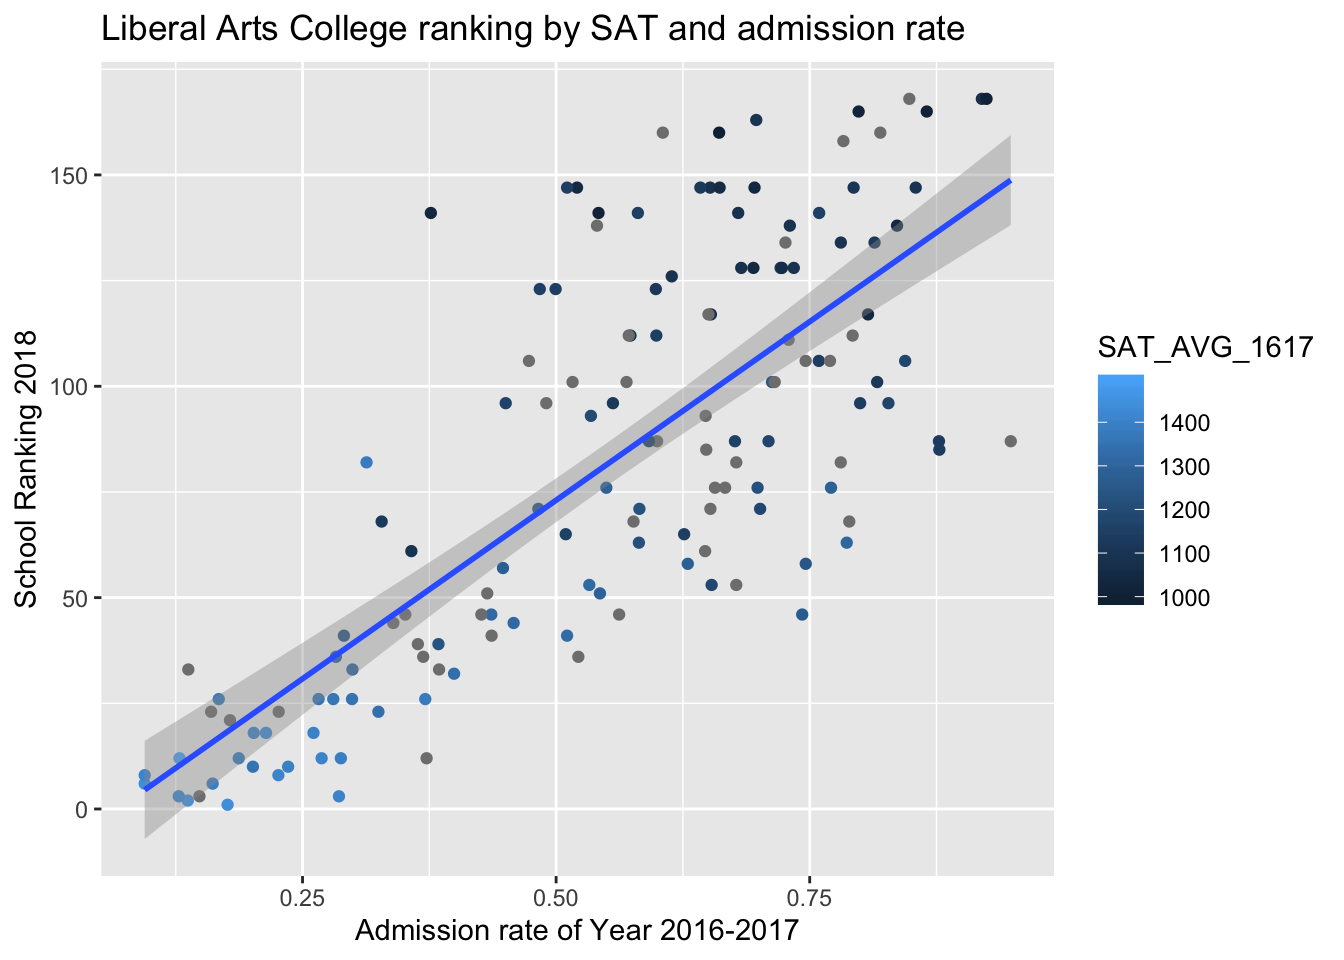 Liberal Arts College ranking by SAT and admission rate
School Ranking 2018
150
100
50
0
0.25 0.50 0.75
Admission rate of Year 2016-2017
SAT_AVG_1617
1400
1300
1200
1100
1000